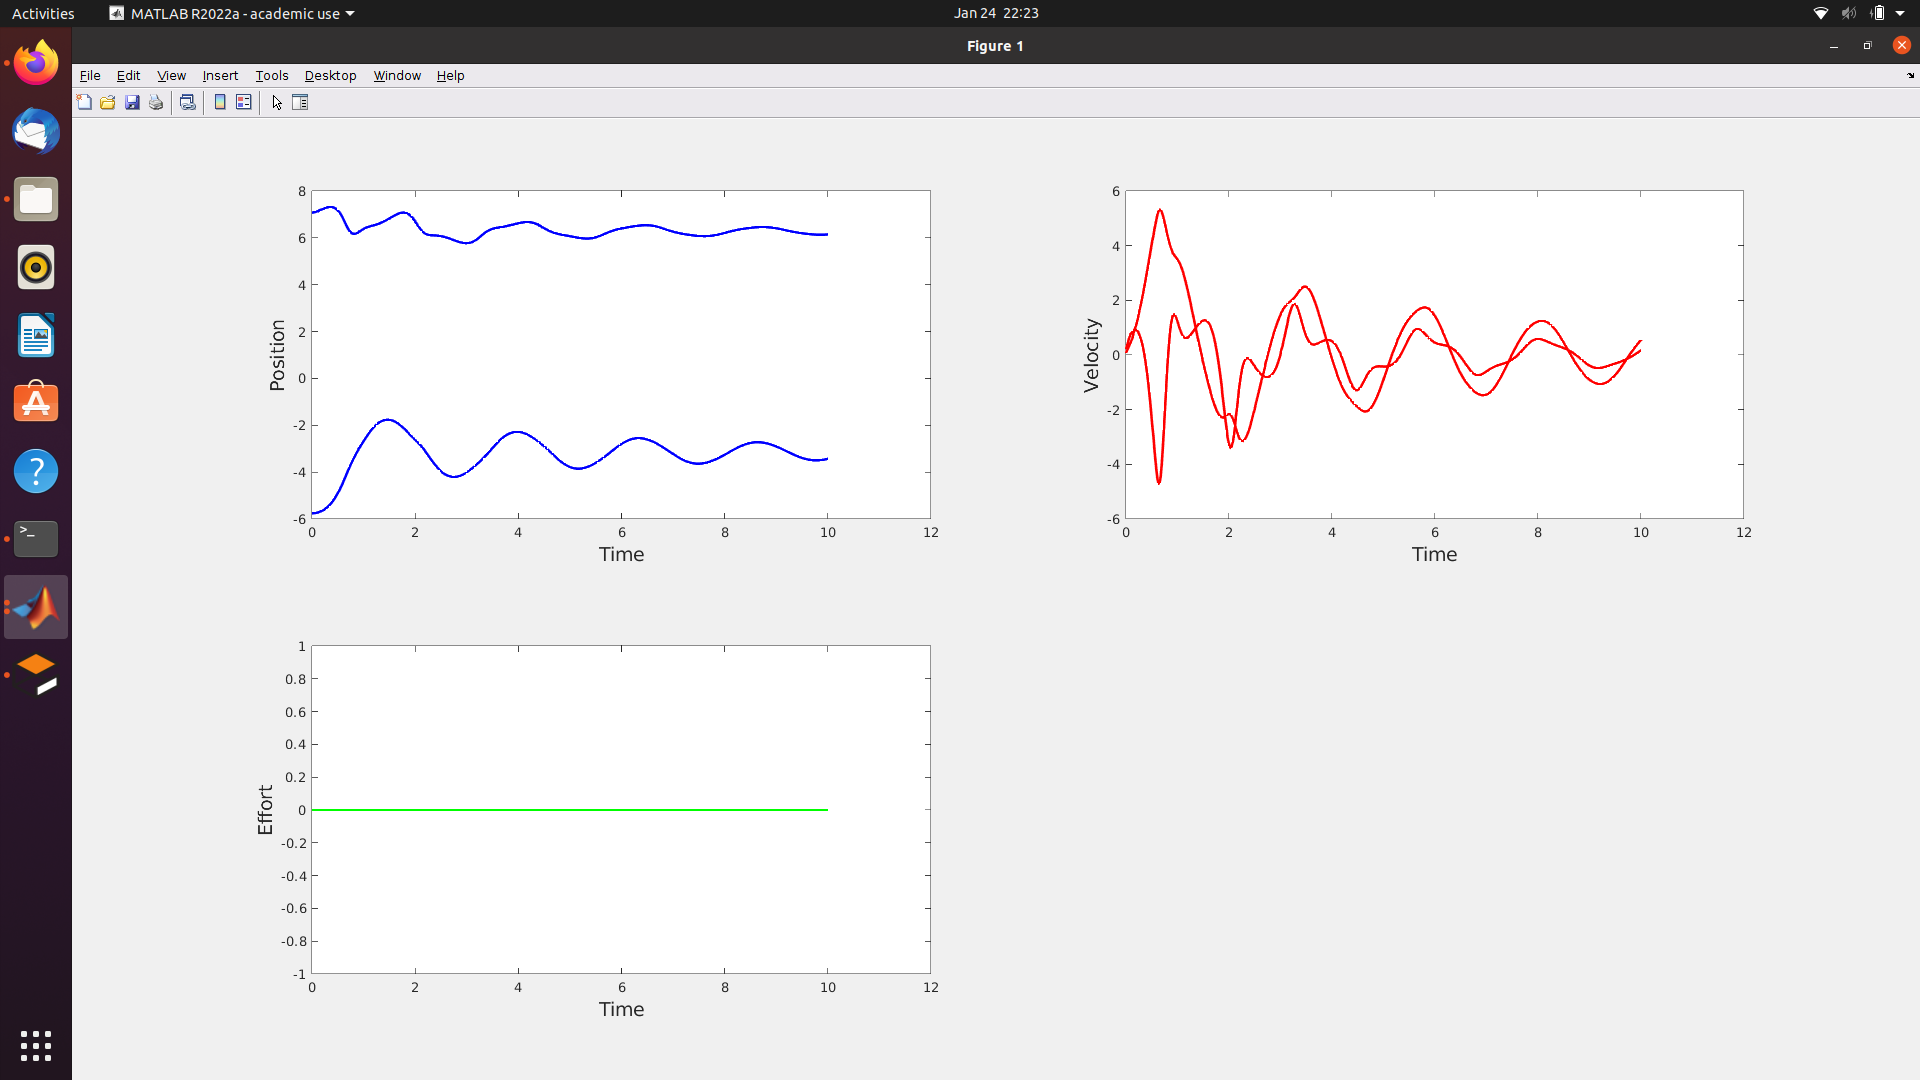 Activities
MATLAB R2022a - academic use
Jan 24 22:23
Figure 1
File Edit View Insert Tools Desktop Window Help
8
6
4
2
0
-2
-4
-6
Position
0 2 4 6 8 10 12
Time
6
4
2
0
-2
-4
-6
Velocity
0 2 4 6 8 10 12
Time
1
0.8
0.6
0.4
0.2
0
-0.2
-0.4
-0.6
-0.8
-1
Effort
0 2 4 6 8 10 12
Time